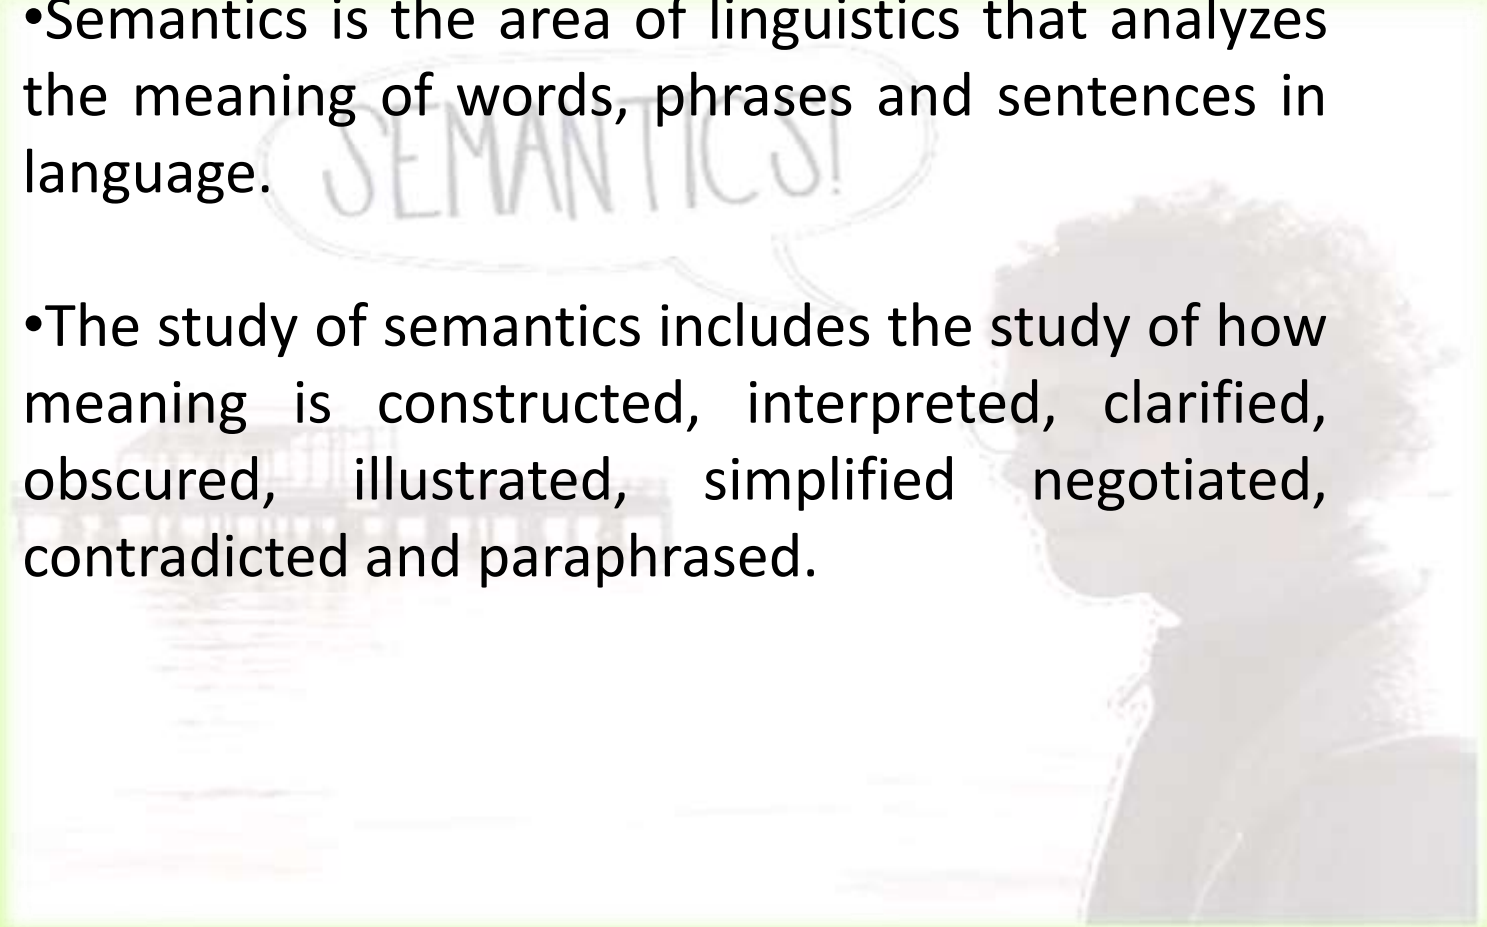 •Semantics is the area of linguistics that analyzes
the meaning of words, phrases and sentences in
language.
SEMANTICS!
•The study of semantics includes the study of how
meaning is constructed, interpreted, clarified,
obscured, illustrated, simplified negotiated,
contradicted and paraphrased.